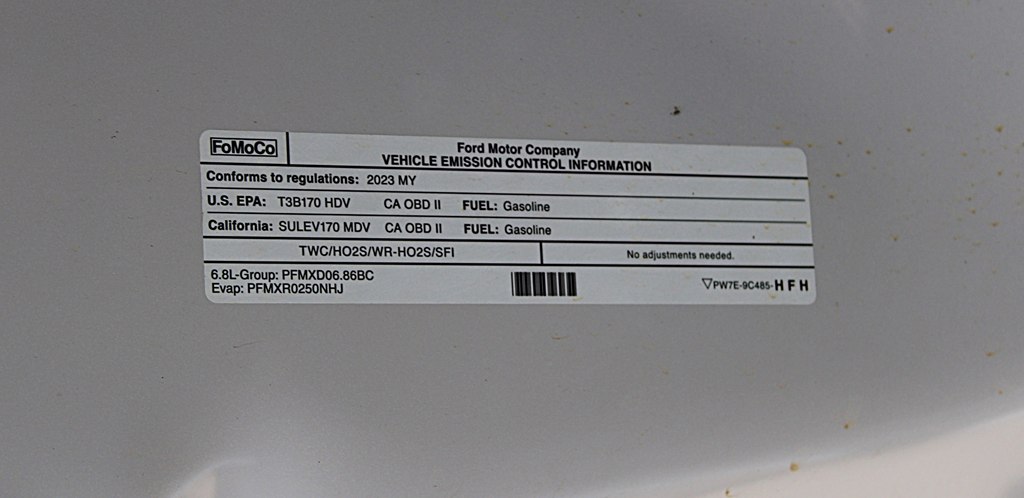 FoMoCo
Ford Motor Company
VEHICLE EMISSION CONTROL INFORMATION
Conforms to regulations: 2023 MY
U.S. EPA: T3B170 HDV CA OBD II FUEL: Gasoline
California: SULEV170 MDV CA OBD II FUEL: Gasoline
TWC/HO2S/WR-HO2S/SFI No adjustments needed.
6.8L-Group: PFMXD06.86BC
Evap: PFMXR0250NHJ
▽PW7E-9C485-HFH